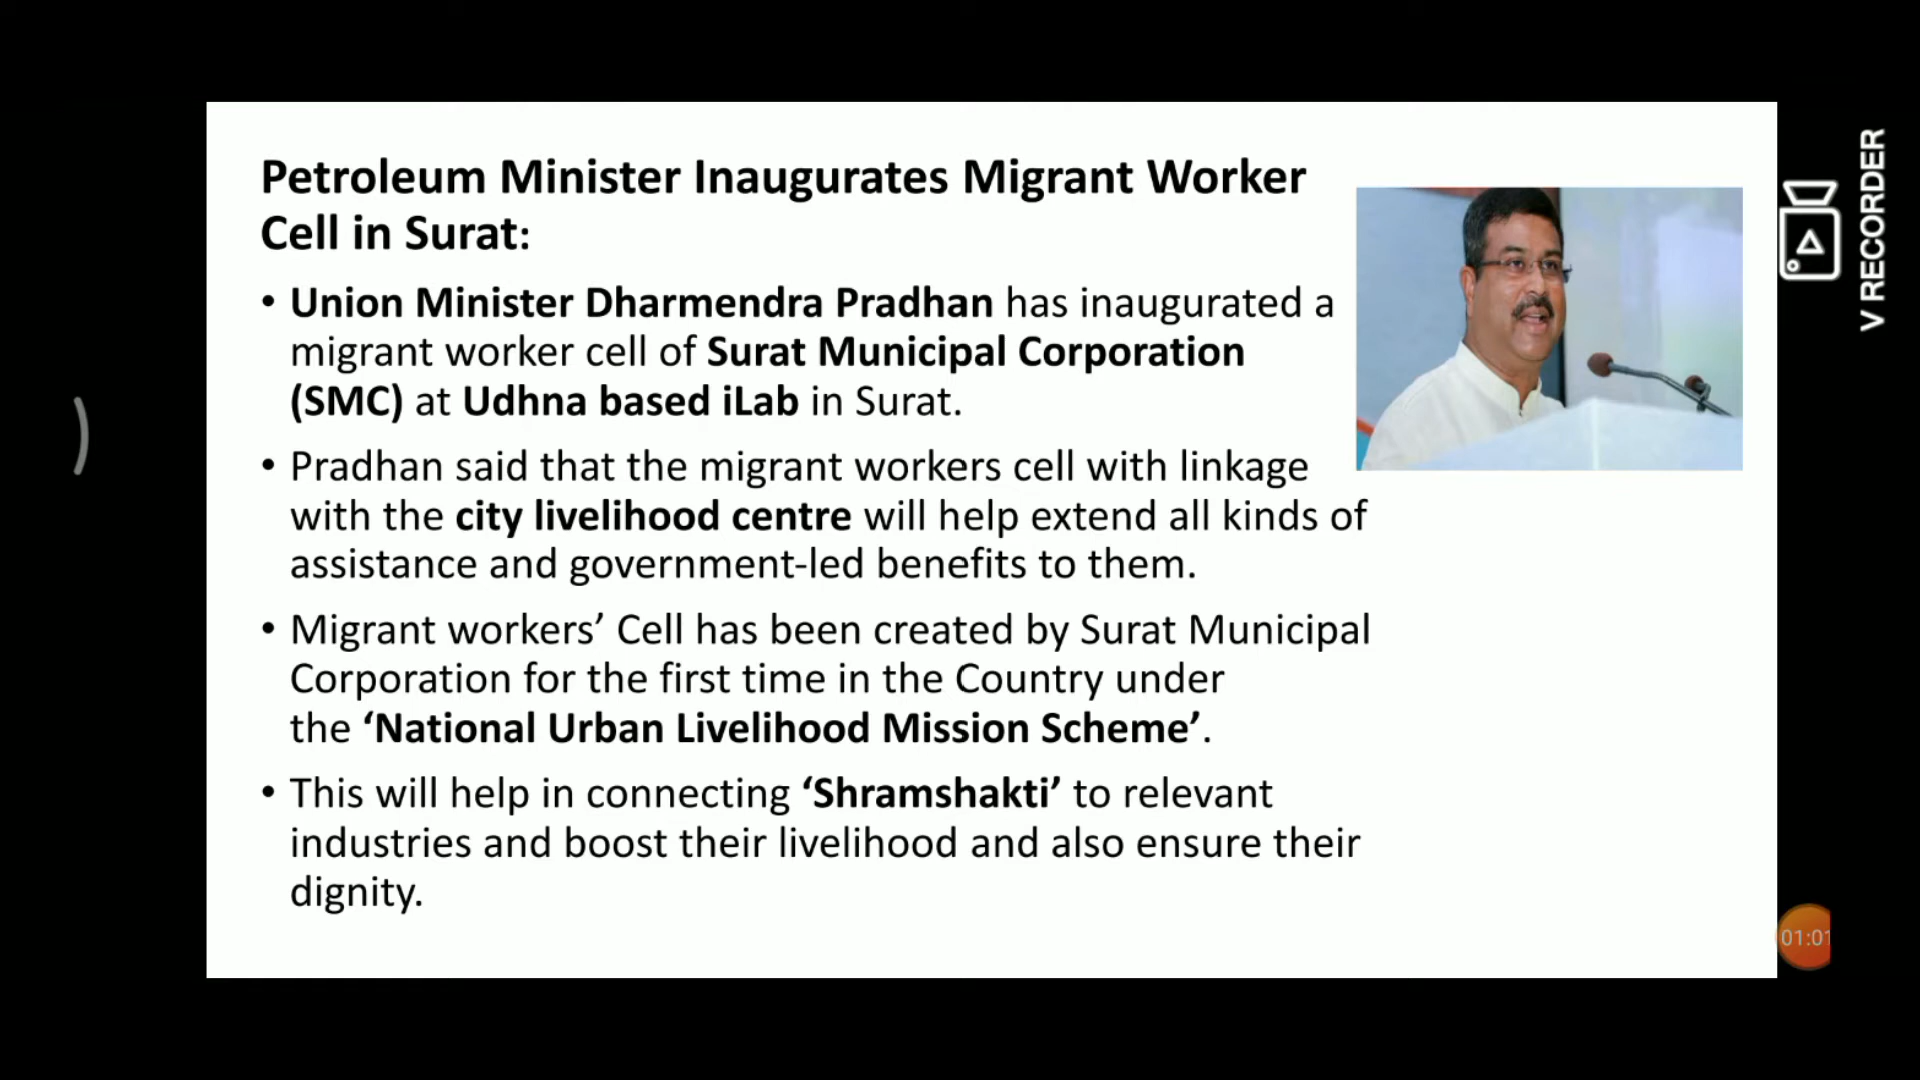 Petroleum Minister Inaugurates Migrant Worker
Cell in Surat:
• Union Minister Dharmendra Pradhan has inaugurated a
migrant worker cell of Surat Municipal Corporation
(SMC) at Udhna based iLab in Surat.
• Pradhan said that the migrant workers cell with linkage
with the city livelihood centre will help extend all kinds of
assistance and government-led benefits to them.
• Migrant workers’ Cell has been created by Surat Municipal
Corporation for the first time in the Country under
the ‘National Urban Livelihood Mission Scheme’.
• This will help in connecting ‘Shramshakti’ to relevant
industries and boost their livelihood and also ensure their
dignity.
V RECORDER
01:01